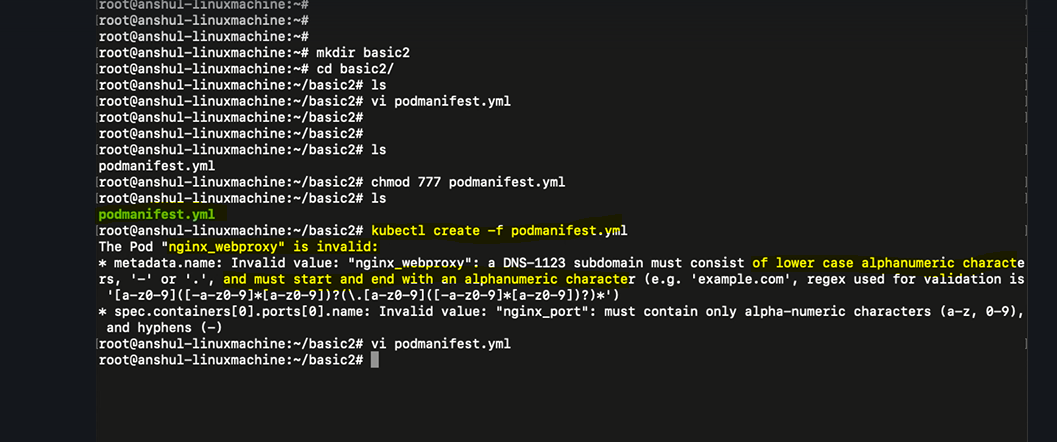 root@anshul-linuxmachine:~#
root@anshul-linuxmachine:~#
root@anshul-linuxmachine:~#
root@anshul-linuxmachine:~# mkdir basic2
root@anshul-linuxmachine:~# cd basic2/
root@anshul-linuxmachine:~/basic2# ls
root@anshul-linuxmachine:~/basic2# vi podmanifest.yml
root@anshul-linuxmachine:~/basic2#
root@anshul-linuxmachine:~/basic2#
root@anshul-linuxmachine:~/basic2# ls
podmanifest.yml
root@anshul-linuxmachine:~/basic2# chmod 777 podmanifest.yml
root@anshul-linuxmachine:~/basic2# ls
podmanifest.yml
root@anshul-linuxmachine:~/basic2# kubectl create -f podmanifest.yml
The Pod "nginx_webproxy" is invalid:
* metadata.name: Invalid value: "nginx_webproxy": a DNS-1123 subdomain must consist of lower case alphanumeric characte
rs, '-' or '.', and must start and end with an alphanumeric character (e.g. 'example.com', regex used for validation is
'[a-z0-9]([-a-z0-9]*[a-z0-9])?(\.[a-z0-9]([-a-z0-9]*[a-z0-9])?)*')
* spec.containers[0].ports[0].name: Invalid value: "nginx_port": must contain only alpha-numeric characters (a-z, 0-9),
and hyphens (-)
root@anshul-linuxmachine:~/basic2# vi podmanifest.yml
root@anshul-linuxmachine:~/basic2#